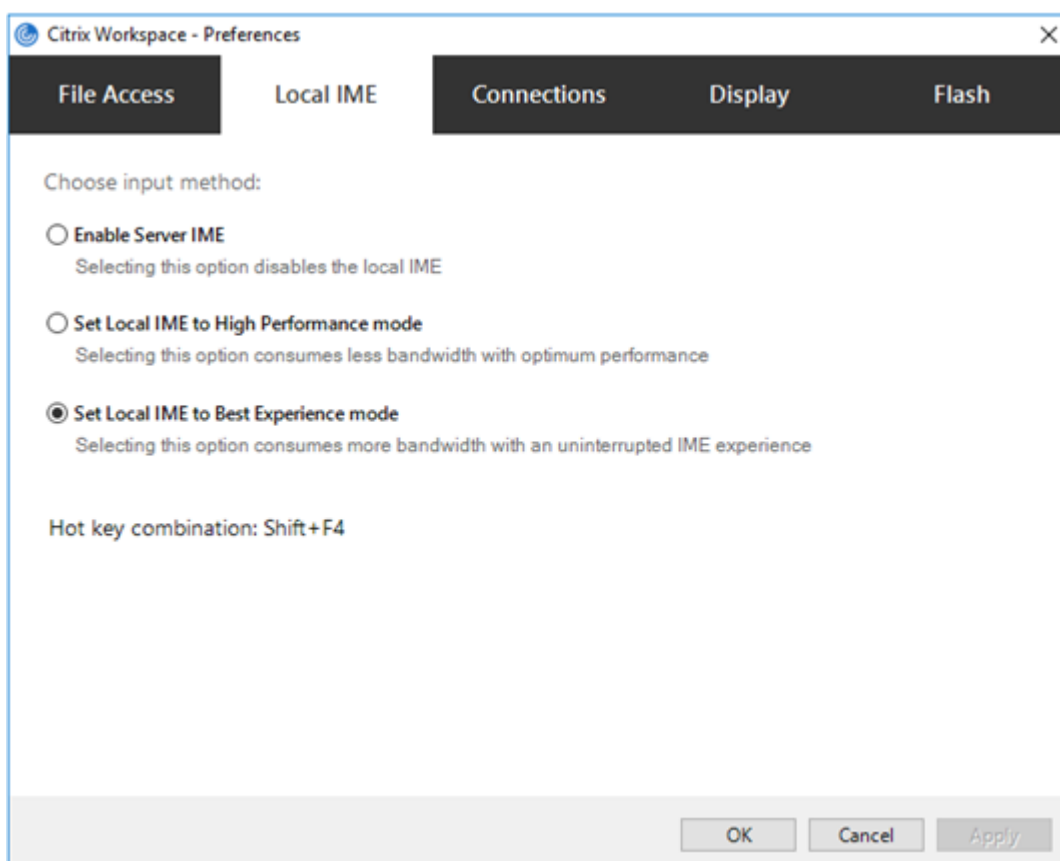 Citrix Workspace - Preferences
File Access Local IME Connections Display Flash
Choose input method:
Enable Server IME
Selecting this option disables the local IME
Set Local IME to High Performance mode
Selecting this option consumes less bandwidth with optimum performance
Set Local IME to Best Experience mode
Selecting this option consumes more bandwidth with an uninterrupted IME experience
Hot key combination: Shift+F4
OK Cancel Apply